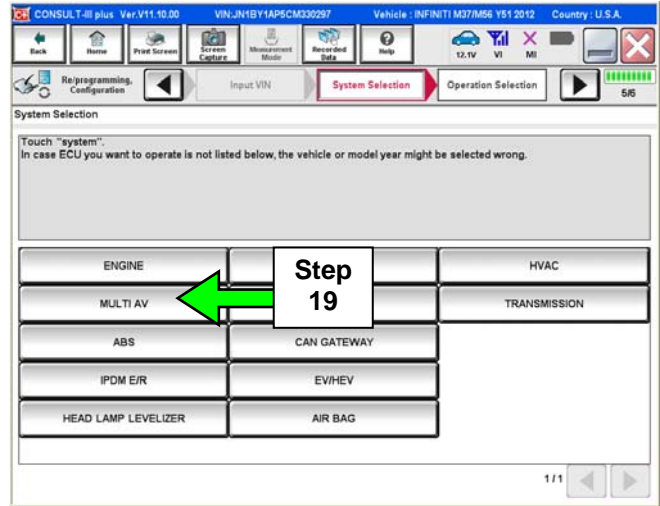 CONSULT-III plus Ver.V11.10.00 VIN:JN1BY1AP5CM330297 Vehicle : INFINITI M37/M56 Y51 2012 Country : U.S.A.
Back Home Print Screen Screen Capture Measurement Mode Recorded Data Help 12.1V VI MI
Re/programming, Configuration Input VIN System Selection Operation Selection 5/6
System Selection
Touch "system".
In case ECU you want to operate is not listed below, the vehicle or model year might be selected wrong.
ENGINE HVAC
MULTI AV TRANSMISSION
Step
19
ABS CAN GATEWAY
IPDM E/R EV/HEV
HEAD LAMP LEVELIZER AIR BAG
1/1